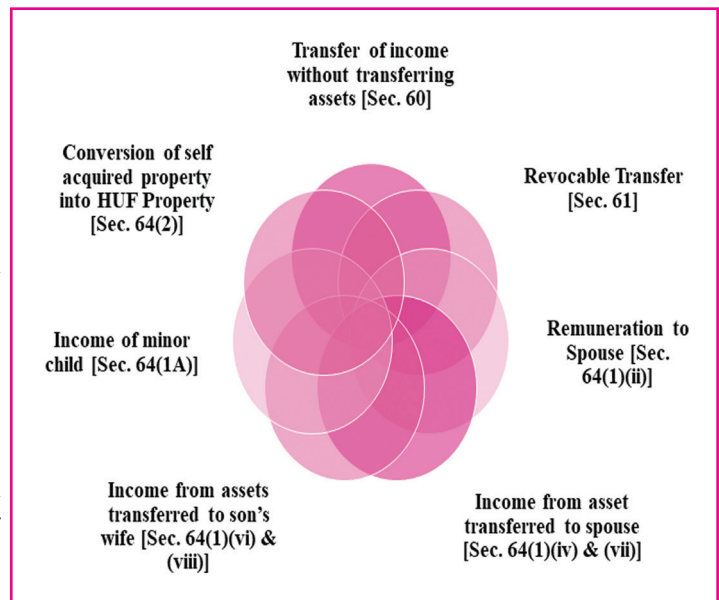 Transfer of income
without transferring
assets [Sec. 60]
Conversion of self
acquired property
into HUF Property
[Sec. 64(2)]
Revocable Transfer
[Sec. 61]
Income of minor
child [Sec. 64(1A)]
Remuneration to
Spouse [Sec.
64(1)(ii)]
Income from assets
transferred to son's
wife [Sec. 64(1)(vi) &
(viii)]
Income from asset
transferred to spouse
[Sec. 64(1)(iv) & (vii)]